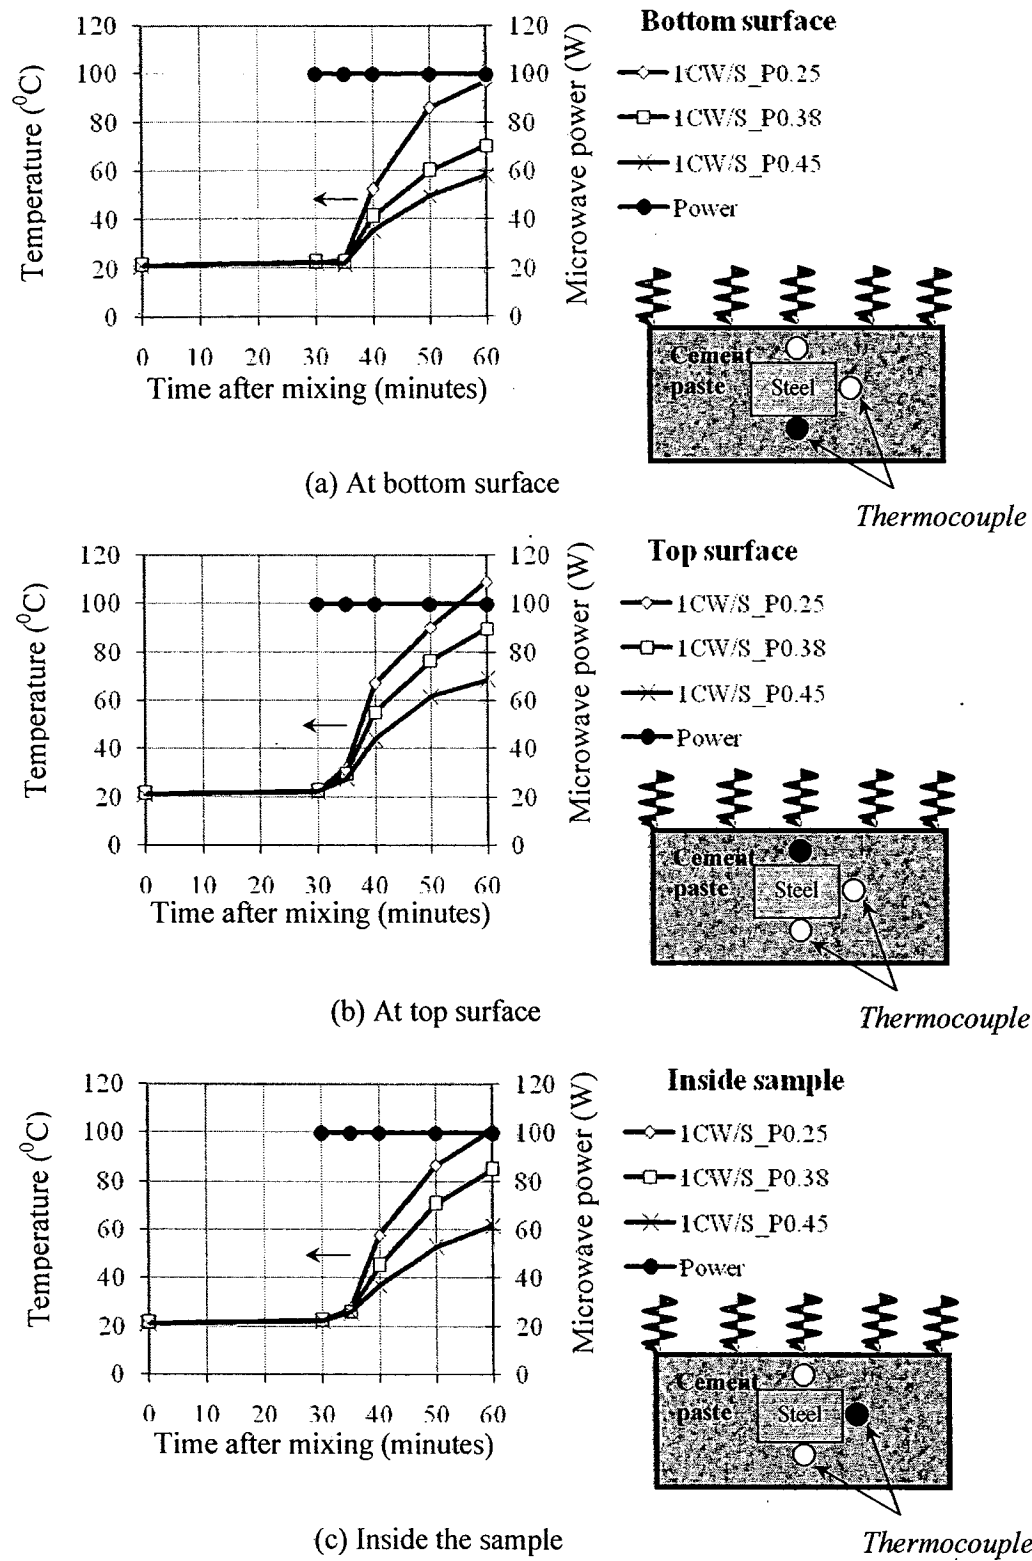 Bottom surface
120
100
80
60
40
20
0
Temperature (⁰C)
120
100
80
60
40
20
0
Microwave power (W)
0 10 20 30 40 50 60
Time after mixing (minutes)
1CW/S_P0.25
1CW/S_P0.38
1CW/S_P0.45
Power
Cement
paste
Steel
Thermocouple
(a) At bottom surface
Top surface
120
100
80
60
40
20
0
Temperature (⁰C)
120
100
80
60
40
20
0
Microwave power (W)
0 10 20 30 40 50 60
Time after mixing (minutes)
1CW/S_P0.25
1CW/S_P0.38
1CW/S_P0.45
Power
Cement
paste
Steel
Thermocouple
(b) At top surface
Inside sample
120
100
80
60
40
20
0
Temperature (⁰C)
120
100
80
60
40
20
0
Microwave power (W)
0 10 20 30 40 50 60
Time after mixing (minutes)
1CW/S_P0.25
1CW/S_P0.38
1CW/S_P0.45
Power
Cement
paste
Steel
Thermocouple
(c) Inside the sample